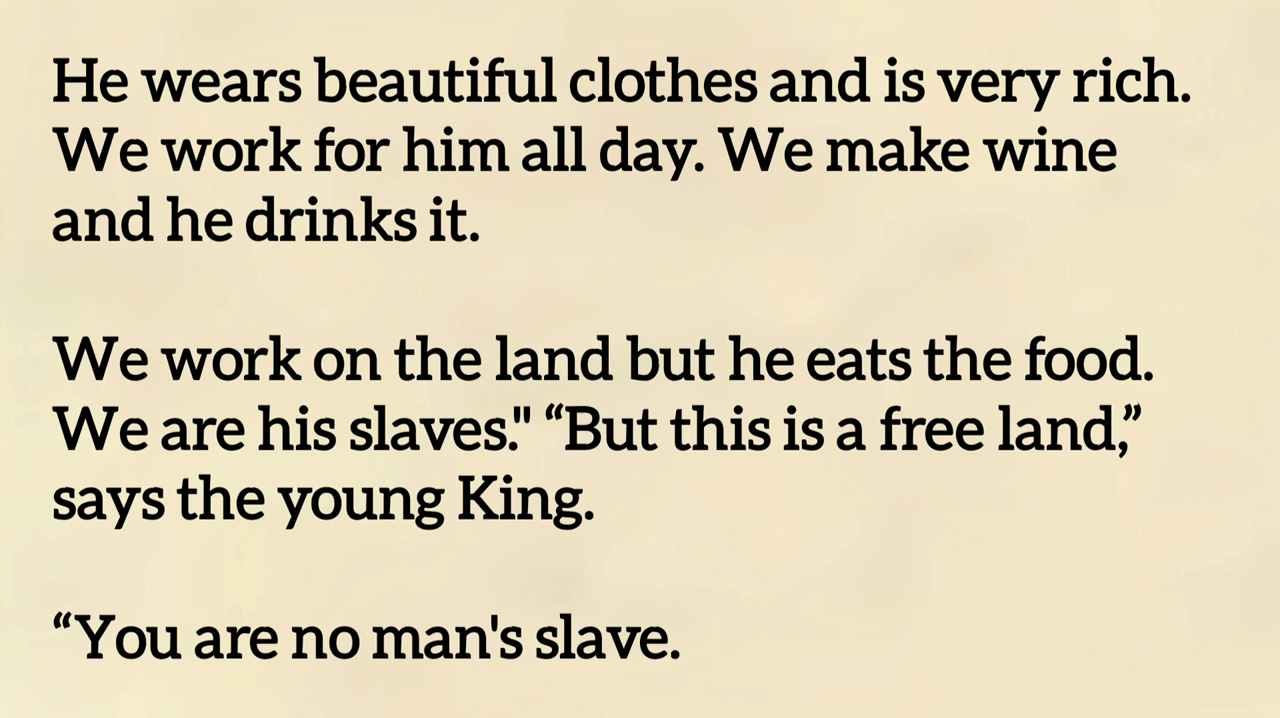 He wears beautiful clothes and is very rich.
We work for him all day. We make wine
and he drinks it.
We work on the land but he eats the food.
We are his slaves." “But this is a free land,”
says the young King.
“You are no man's slave.